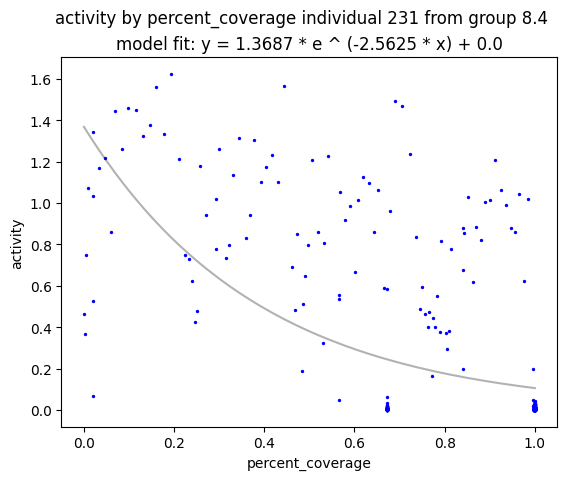 activity by percent_coverage individual 231 from group 8.4
model fit: y = 1.3687 * e ^ (-2.5625 * x) + 0.0
activity
1.6
1.4
1.2
1.0
0.8
0.6
0.4
0.2
0.0
0.0 0.2 0.4 0.6 0.8 1.0
percent_coverage